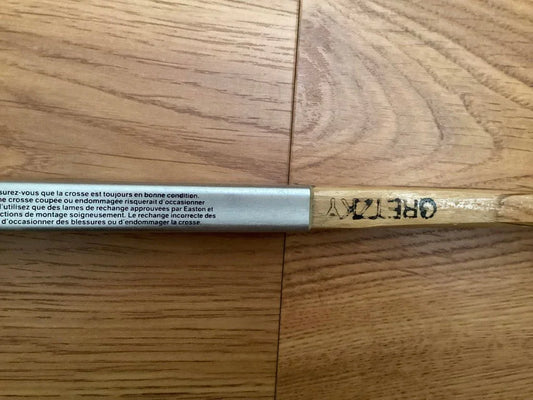 surez-vous que la crosse est toujours en bonne condition.
ne crosse coupée ou endommagée risquerait d'occasionner
l'utilisez que des lames de rechange approuvées par Easton et
ctions de montage soigneusement. Le rechange incorrecte des
d'occasionner des blessures ou d'endommager la crosse.
GRETZKY